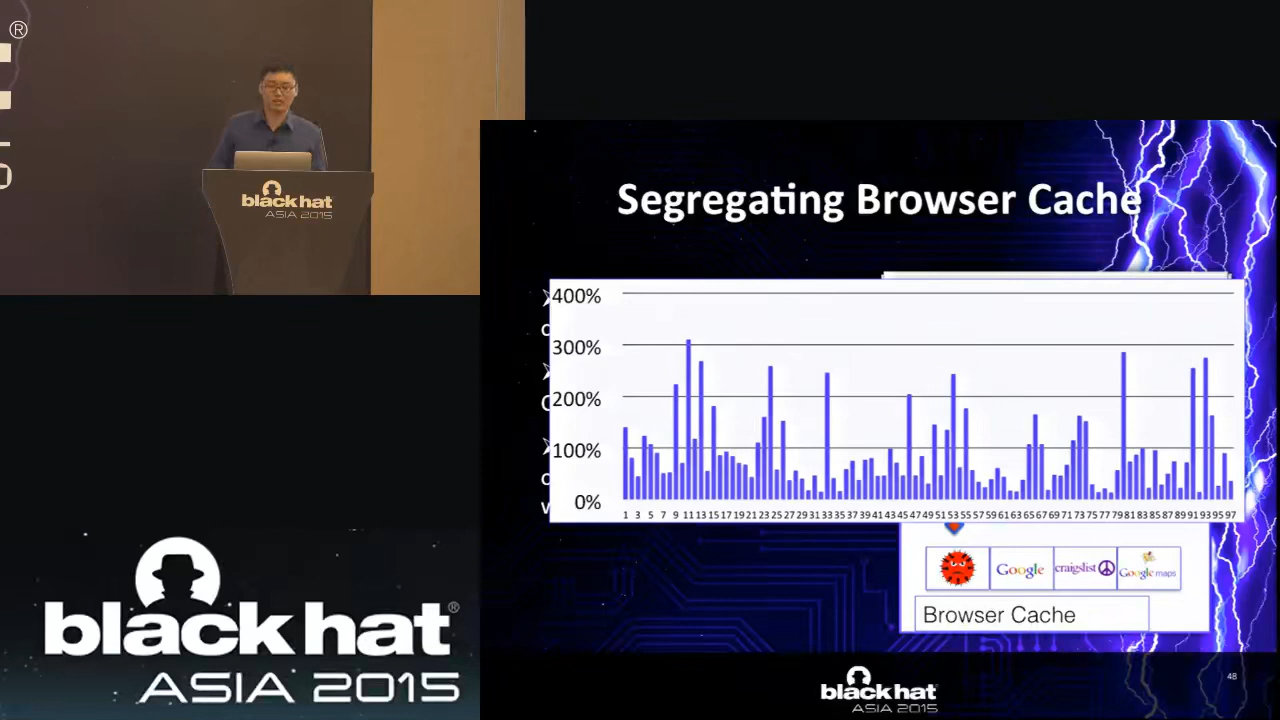 ®
black hat
ASIA 2015
Segregating Browser Cache
400%
300%
200%
100%
0%
1 3 5 7 9 11 13 15 17 19 21 23 25 27 29 31 33 35 37 39 41 43 45 47 49 51 53 55 57 59 61 63 65 67 69 71 73 75 77 79 81 83 85 87 89 91 93 95 97
Google
craigslist
Google maps
Browser Cache
black hat®
ASIA 2015
black hat
ASIA 2015
48